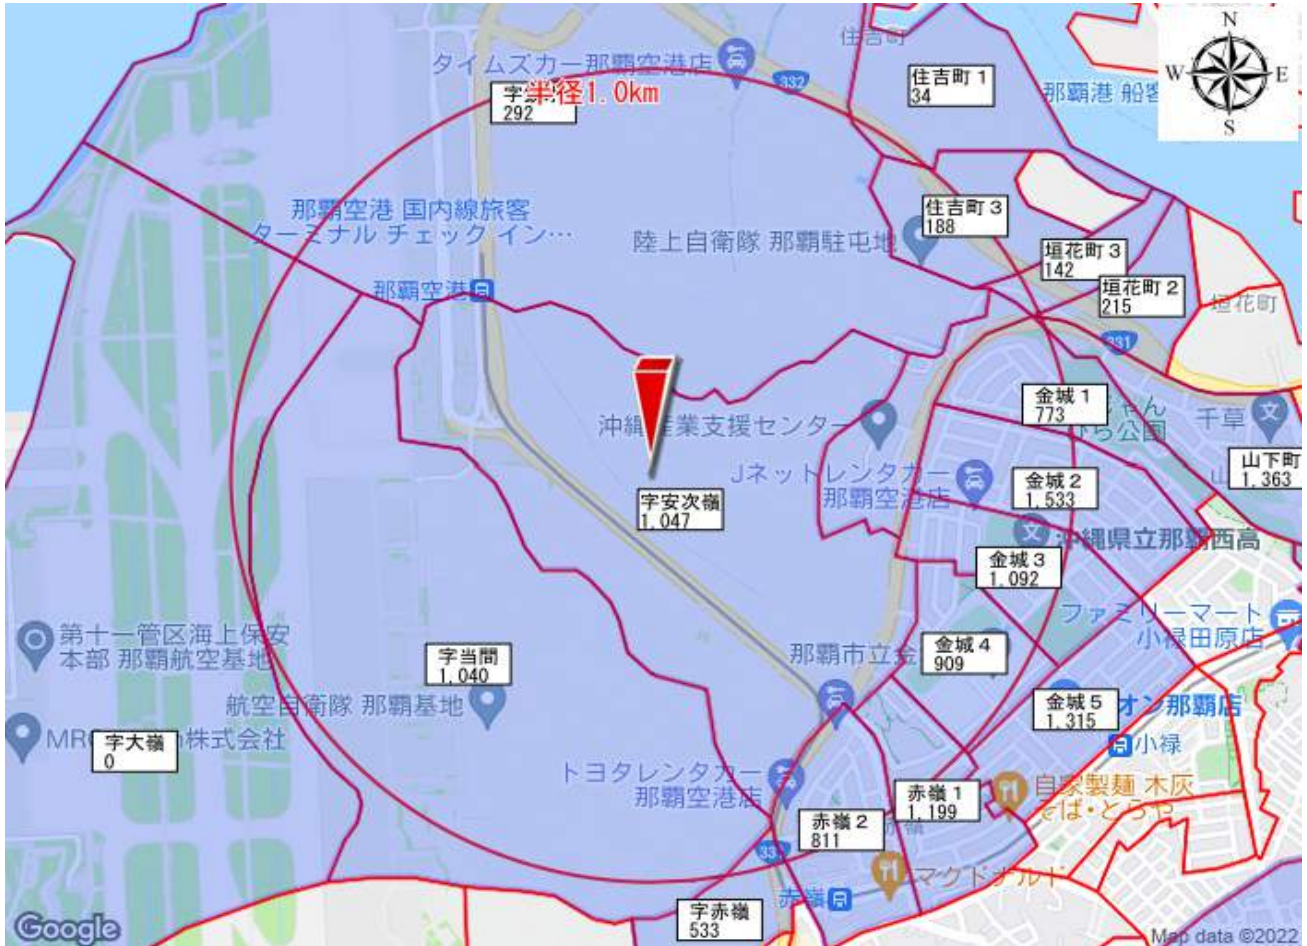 N
W
E
S
住吉町
タイムズカー那覇空港店
332
半径1.0km
字
292
住吉町1
34
那覇港 船客
那覇空港 国内線旅客
ターミナル チェックイン…
陸上自衛隊 那覇駐屯地
住吉町3
188
垣花町3
142
垣花町2
215
垣花町
那覇空港
331
金城1
773
千草
山下町
1,363
沖縄産業支援センター
Jネットレンタカー
那覇空港店
金城2
1,533
字安次嶺
1,047
沖縄県立那覇西高
金城3
1,092
ファミリーマート
小禄田原店
第十一管区海上保安
本部 那覇航空基地
字当間
1,040
那覇市立金
金城4
909
航空自衛隊 那覇基地
金城5
1,315
オン那覇店
小禄
字大嶺
0
株式会社
トヨタレンタカー
那覇空港店
赤嶺1
1,199
自家製麺 木灰
そば・とらや
赤嶺2
811
マクドナルド
赤嶺
字赤嶺
533
Google
Map data ©2022